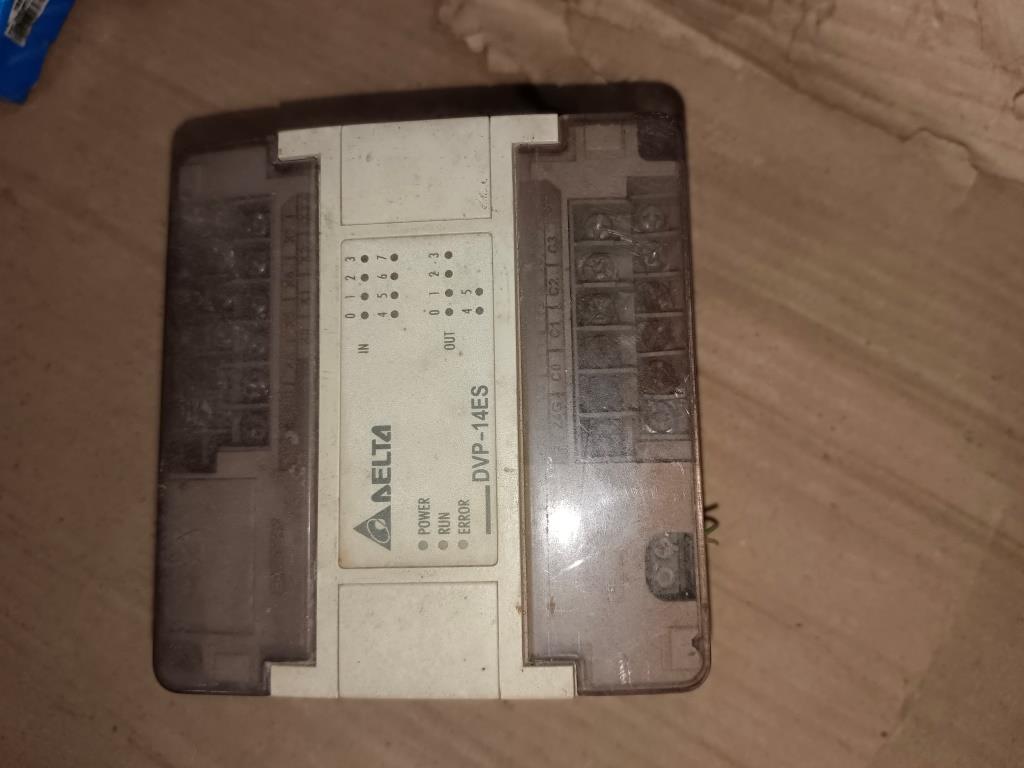 DELTA
POWER
RUN
ERROR
DVP-14ES
IN
0 1 2 3
4 5 6 7
OUT
0 1 2 3
4 5
C0 C1 C2 C3